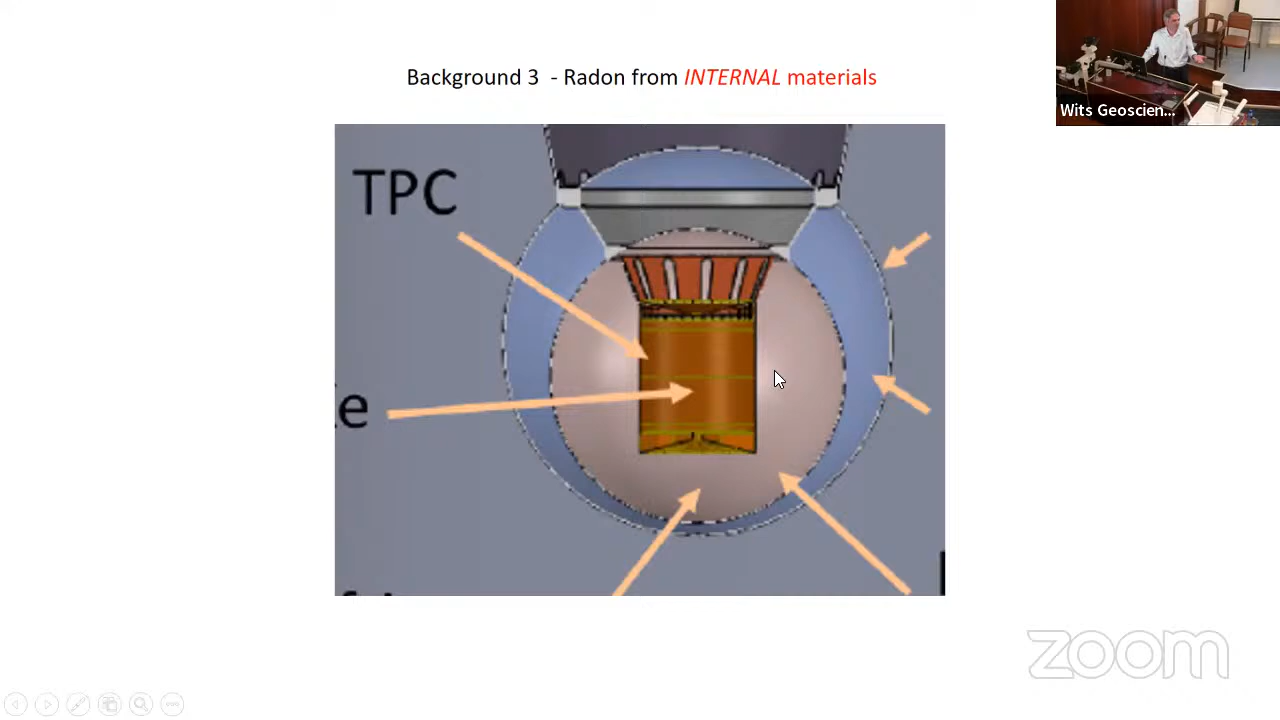 Background 3 - Radon from INTERNAL materials
Wits Geoscien...
TPC
zoom